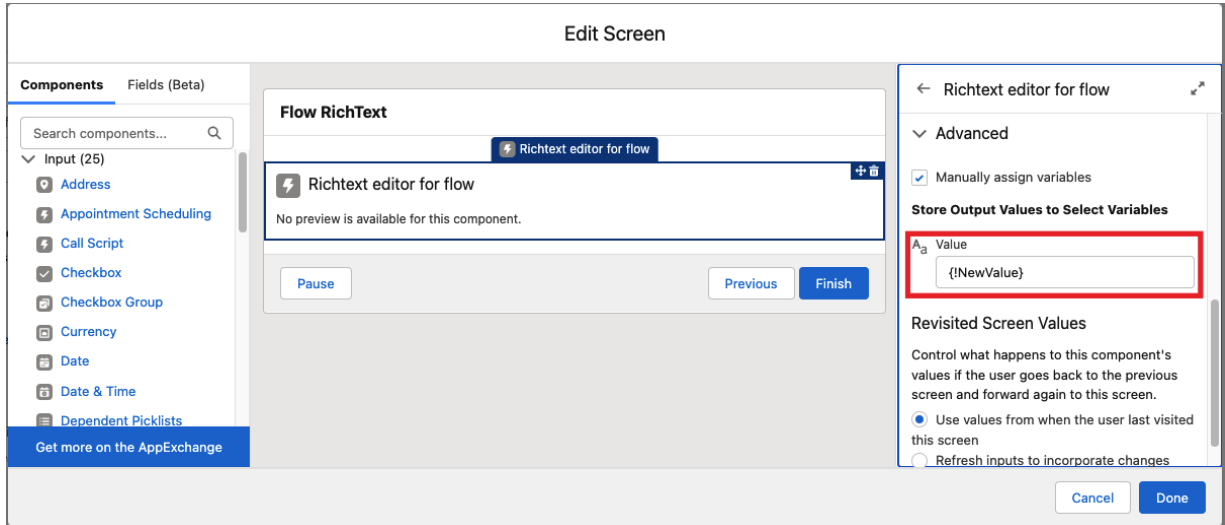 Edit Screen
Components
Fields (Beta)
Search components...
Input (25)
Address
Appointment Scheduling
Call Script
Checkbox
Checkbox Group
Currency
Date
Date & Time
Dependent Picklists
Get more on the AppExchange
Flow RichText
Richtext editor for flow
Richtext editor for flow
No preview is available for this component.
Pause
Previous
Finish
Richtext editor for flow
Advanced
Manually assign variables
Store Output Values to Select Variables
Aa Value
{!NewValue}
Revisited Screen Values
Control what happens to this component's
values if the user goes back to the previous
screen and forward again to this screen.
Use values from when the user last visited
this screen
Refresh inputs to incorporate changes
Cancel
Done